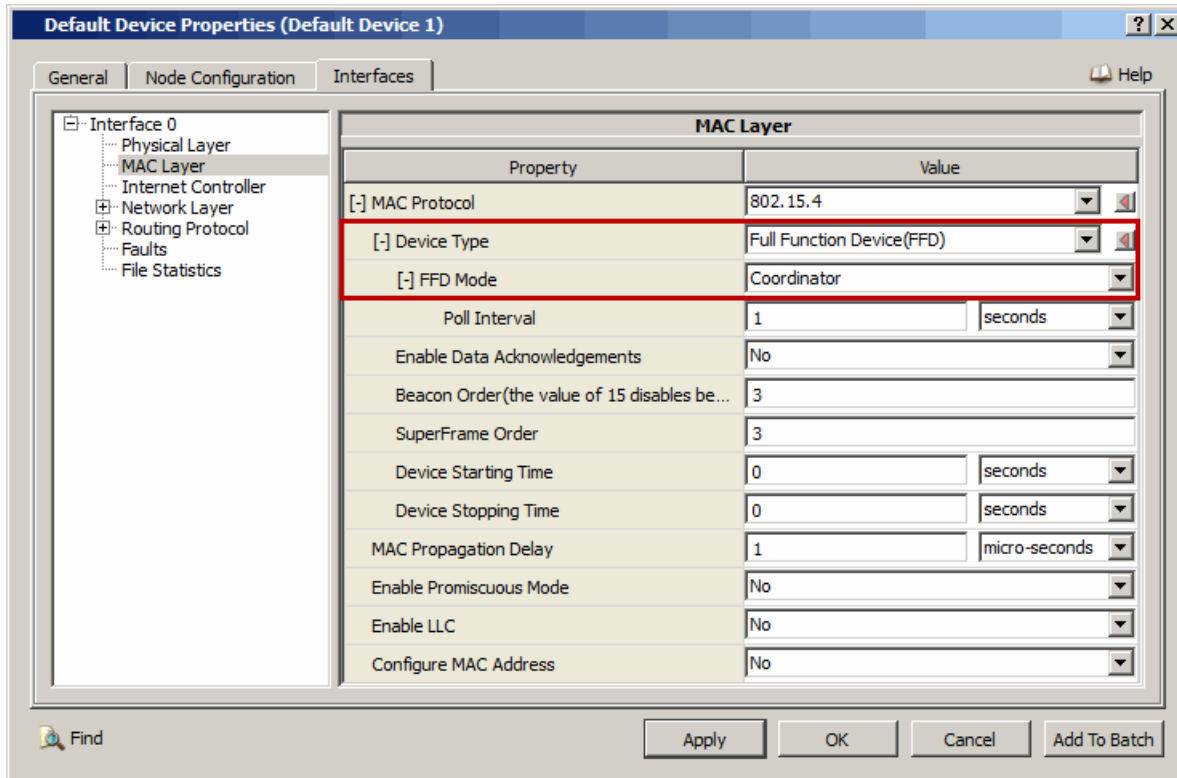 Default Device Properties (Default Device 1)
General
Node Configuration
Interfaces
Help
Interface 0
Physical Layer
MAC Layer
Internet Controller
Network Layer
Routing Protocol
Faults
File Statistics
MAC Layer
Property Value
[-] MAC Protocol 802.15.4
[-] Device Type Full Function Device(FFD)
[-] FFD Mode Coordinator
Poll Interval 1 seconds
Enable Data Acknowledgements No
Beacon Order(the value of 15 disables be... 3
SuperFrame Order 3
Device Starting Time 0 seconds
Device Stopping Time 0 seconds
MAC Propagation Delay 1 micro-seconds
Enable Promiscuous Mode No
Enable LLC No
Configure MAC Address No
Find
Apply
OK
Cancel
Add To Batch